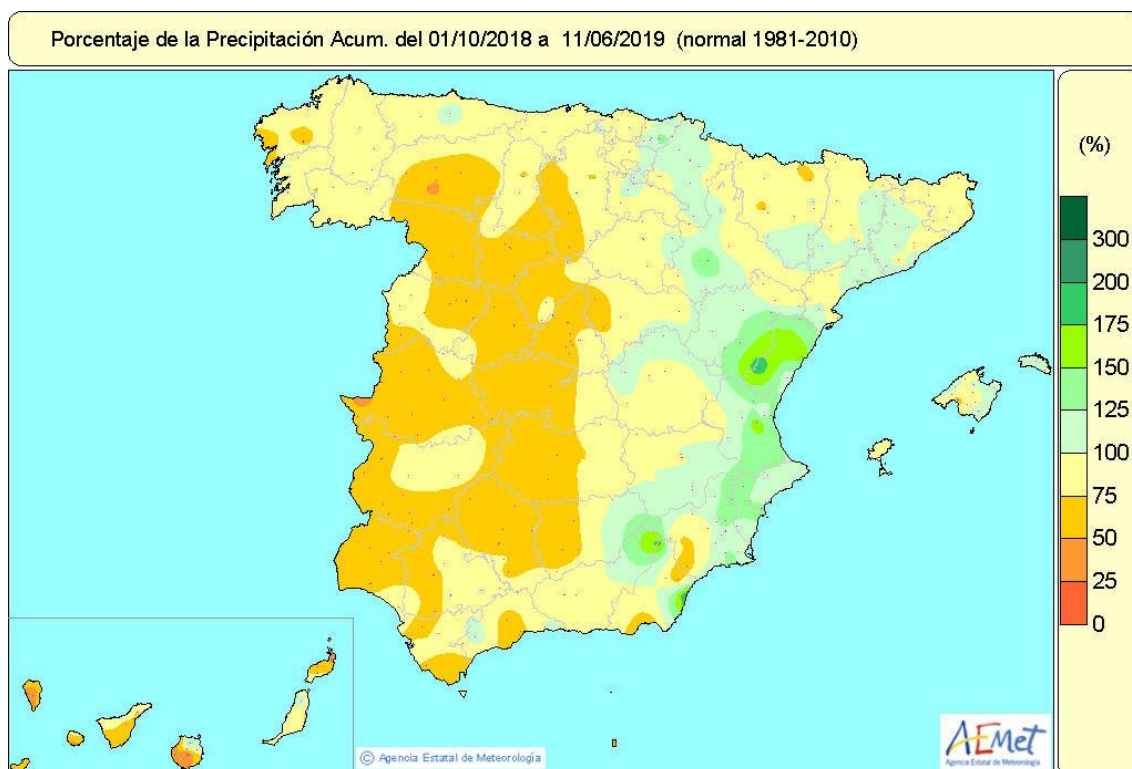 Porcentaje de la Precipitación Acum. del 01/10/2018 a 11/06/2019 (normal 1981-2010)
(%)
300
200
175
150
125
100
75
50
25
0
© Agencia Estatal de Meteorología
AEMet
Agencia Estatal de Meteorología